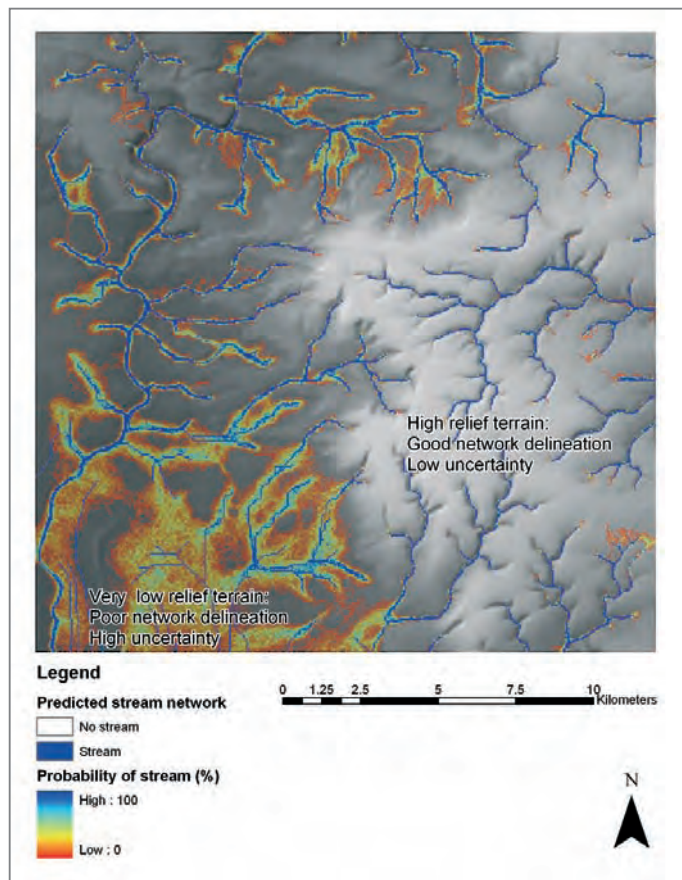 High relief terrain:
Good network delineation
Low uncertainty
Very low relief terrain:
Poor network delineation
High uncertainty
Legend
Predicted stream network
No stream
Stream
Probability of stream (%)
High : 100
Low : 0
0 1.25 2.5 5 7.5 10
Kilometers
N